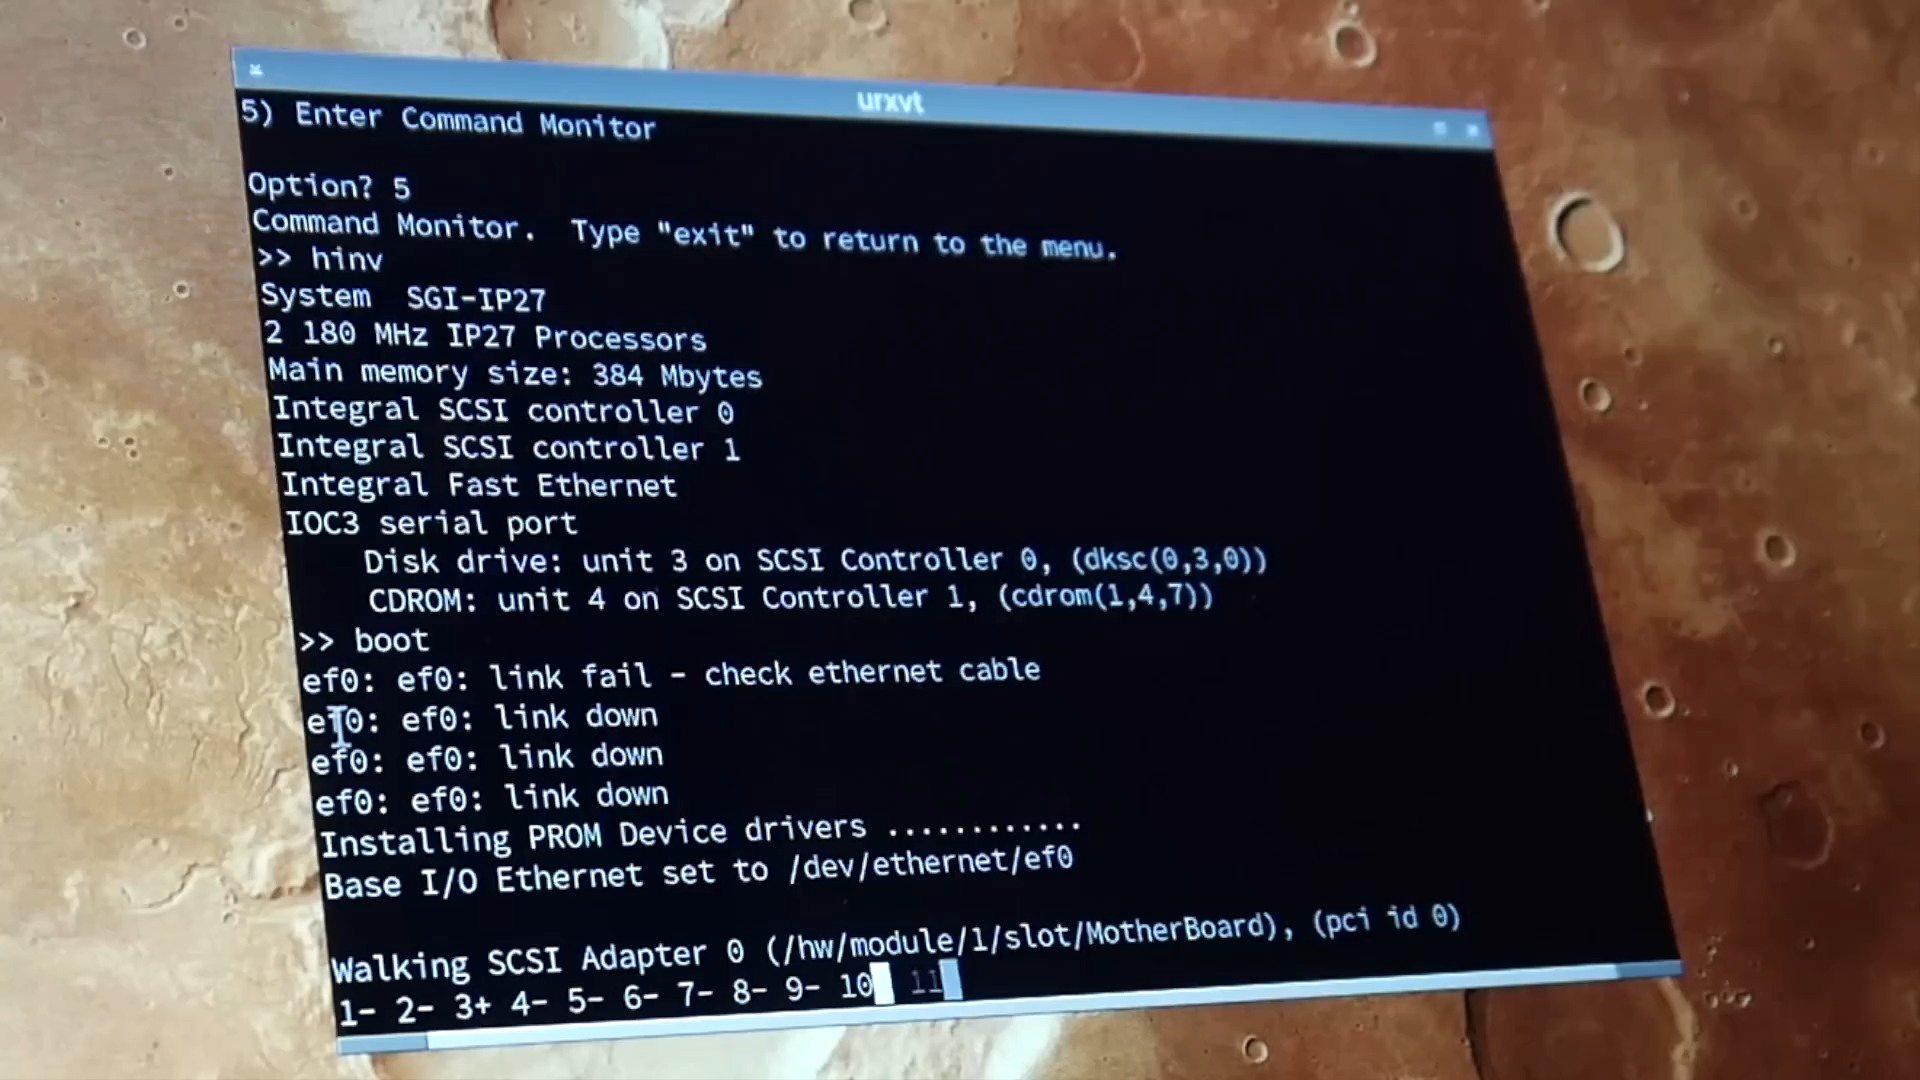 urxvt
5) Enter Command Monitor
Option? 5
Command Monitor.  Type "exit" to return to the menu.
>> hinv
System  SGI-IP27
2 180 MHz IP27 Processors
Main memory size: 384 Mbytes
Integral SCSI controller 0
Integral SCSI controller 1
Integral Fast Ethernet
IOC3 serial port
    Disk drive: unit 3 on SCSI Controller 0, (dksc(0,3,0))
    CDROM: unit 4 on SCSI Controller 1, (cdrom(1,4,7))
>> boot
ef0: ef0: link fail - check ethernet cable
ef0: ef0: link down
ef0: ef0: link down
ef0: ef0: link down
Installing PROM Device drivers ............
Base I/O Ethernet set to /dev/ethernet/ef0
Walking SCSI Adapter 0 (/hw/module/1/slot/MotherBoard), (pci id 0)
1- 2- 3+ 4- 5- 6- 7- 8- 9- 10 11